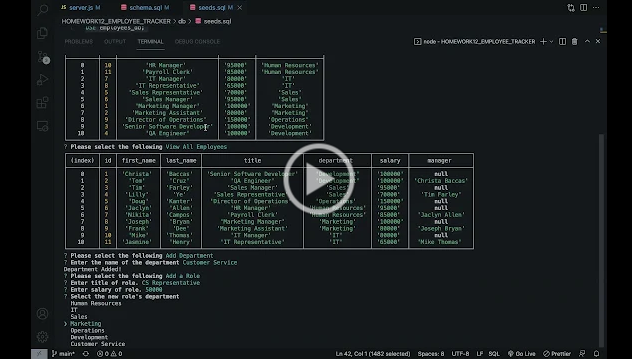 server.js schema.sql seeds.sql
HOMEWORK12_EMPLOYEE_TRACKER > db > seeds.sql
USE employees_db;
PROBLEMS OUTPUT TERMINAL DEBUG CONSOLE node - HOMEWORK12_EMPLOYEE_TRACKER
0 10 'HR Manager' '95000' 'Human Resources'
1 11 'Payroll Clerk' '85000' 'Human Resources'
2 7 'IT Manager' '80000' 'IT'
3 8 'IT Representative' '65000' 'IT'
4 5 'Sales Representative' '70000' 'Sales'
5 6 'Sales Manager' '95000' 'Sales'
6 1 'Marketing Manager' '100000' 'Marketing'
7 2 'Marketing Assistant' '80000' 'Marketing'
8 9 'Director of Operations' '150000' 'Operations'
9 3 'Senior Software Developer' '100000' 'Development'
10 4 'QA Engineer' '100000' 'Development'
? Please select the following View All Employees
(index) id first_name last_name title department salary manager
0 1 'Christa' 'Baccas' 'Senior Software Developer' 'Development' '100000' null
1 2 'Tom' 'Cruz' 'QA Engineer' 'Development' '100000' 'Christa Baccas'
2 3 'Tim' 'Farley' 'Sales Manager' 'Sales' '95000' null
3 4 'Lilly' 'Ye' 'Sales Representative' 'Sales' '70000' 'Tim Farley'
4 5 'Doug' 'Kanter' 'Director of Operations' 'Operations' '150000' null
5 6 'Jaclyn' 'Allen' 'HR Manager' 'Human Resources' '95000' null
6 7 'Nikita' 'Campos' 'Payroll Clerk' 'Human Resources' '85000' 'Jaclyn Allen'
7 8 'Joseph' 'Bryan' 'Marketing Manager' 'Marketing' '100000' null
8 9 'Frank' 'Dee' 'Marketing Assistant' 'Marketing' '80000' 'Joseph Bryan'
9 10 'Mike' 'Thomas' 'IT Manager' 'IT' '80000' null
10 11 'Jasmine' 'Henry' 'IT Representative' 'IT' '65000' 'Mike Thomas'
? Please select the following Add Department
? Enter the name of the department Customer Service
Department Added!
? Please select the following Add a Role
? Enter title of role. CS Representative
? Enter salary of role. 50000
? Select the new role's department
Human Resources
IT
Sales
> Marketing
Operations
Development
Customer Service
main* 0 0 Ln 42, Col 1 (1482 selected) Spaces: 8 UTF-8 LF SQL Go Live Prettier